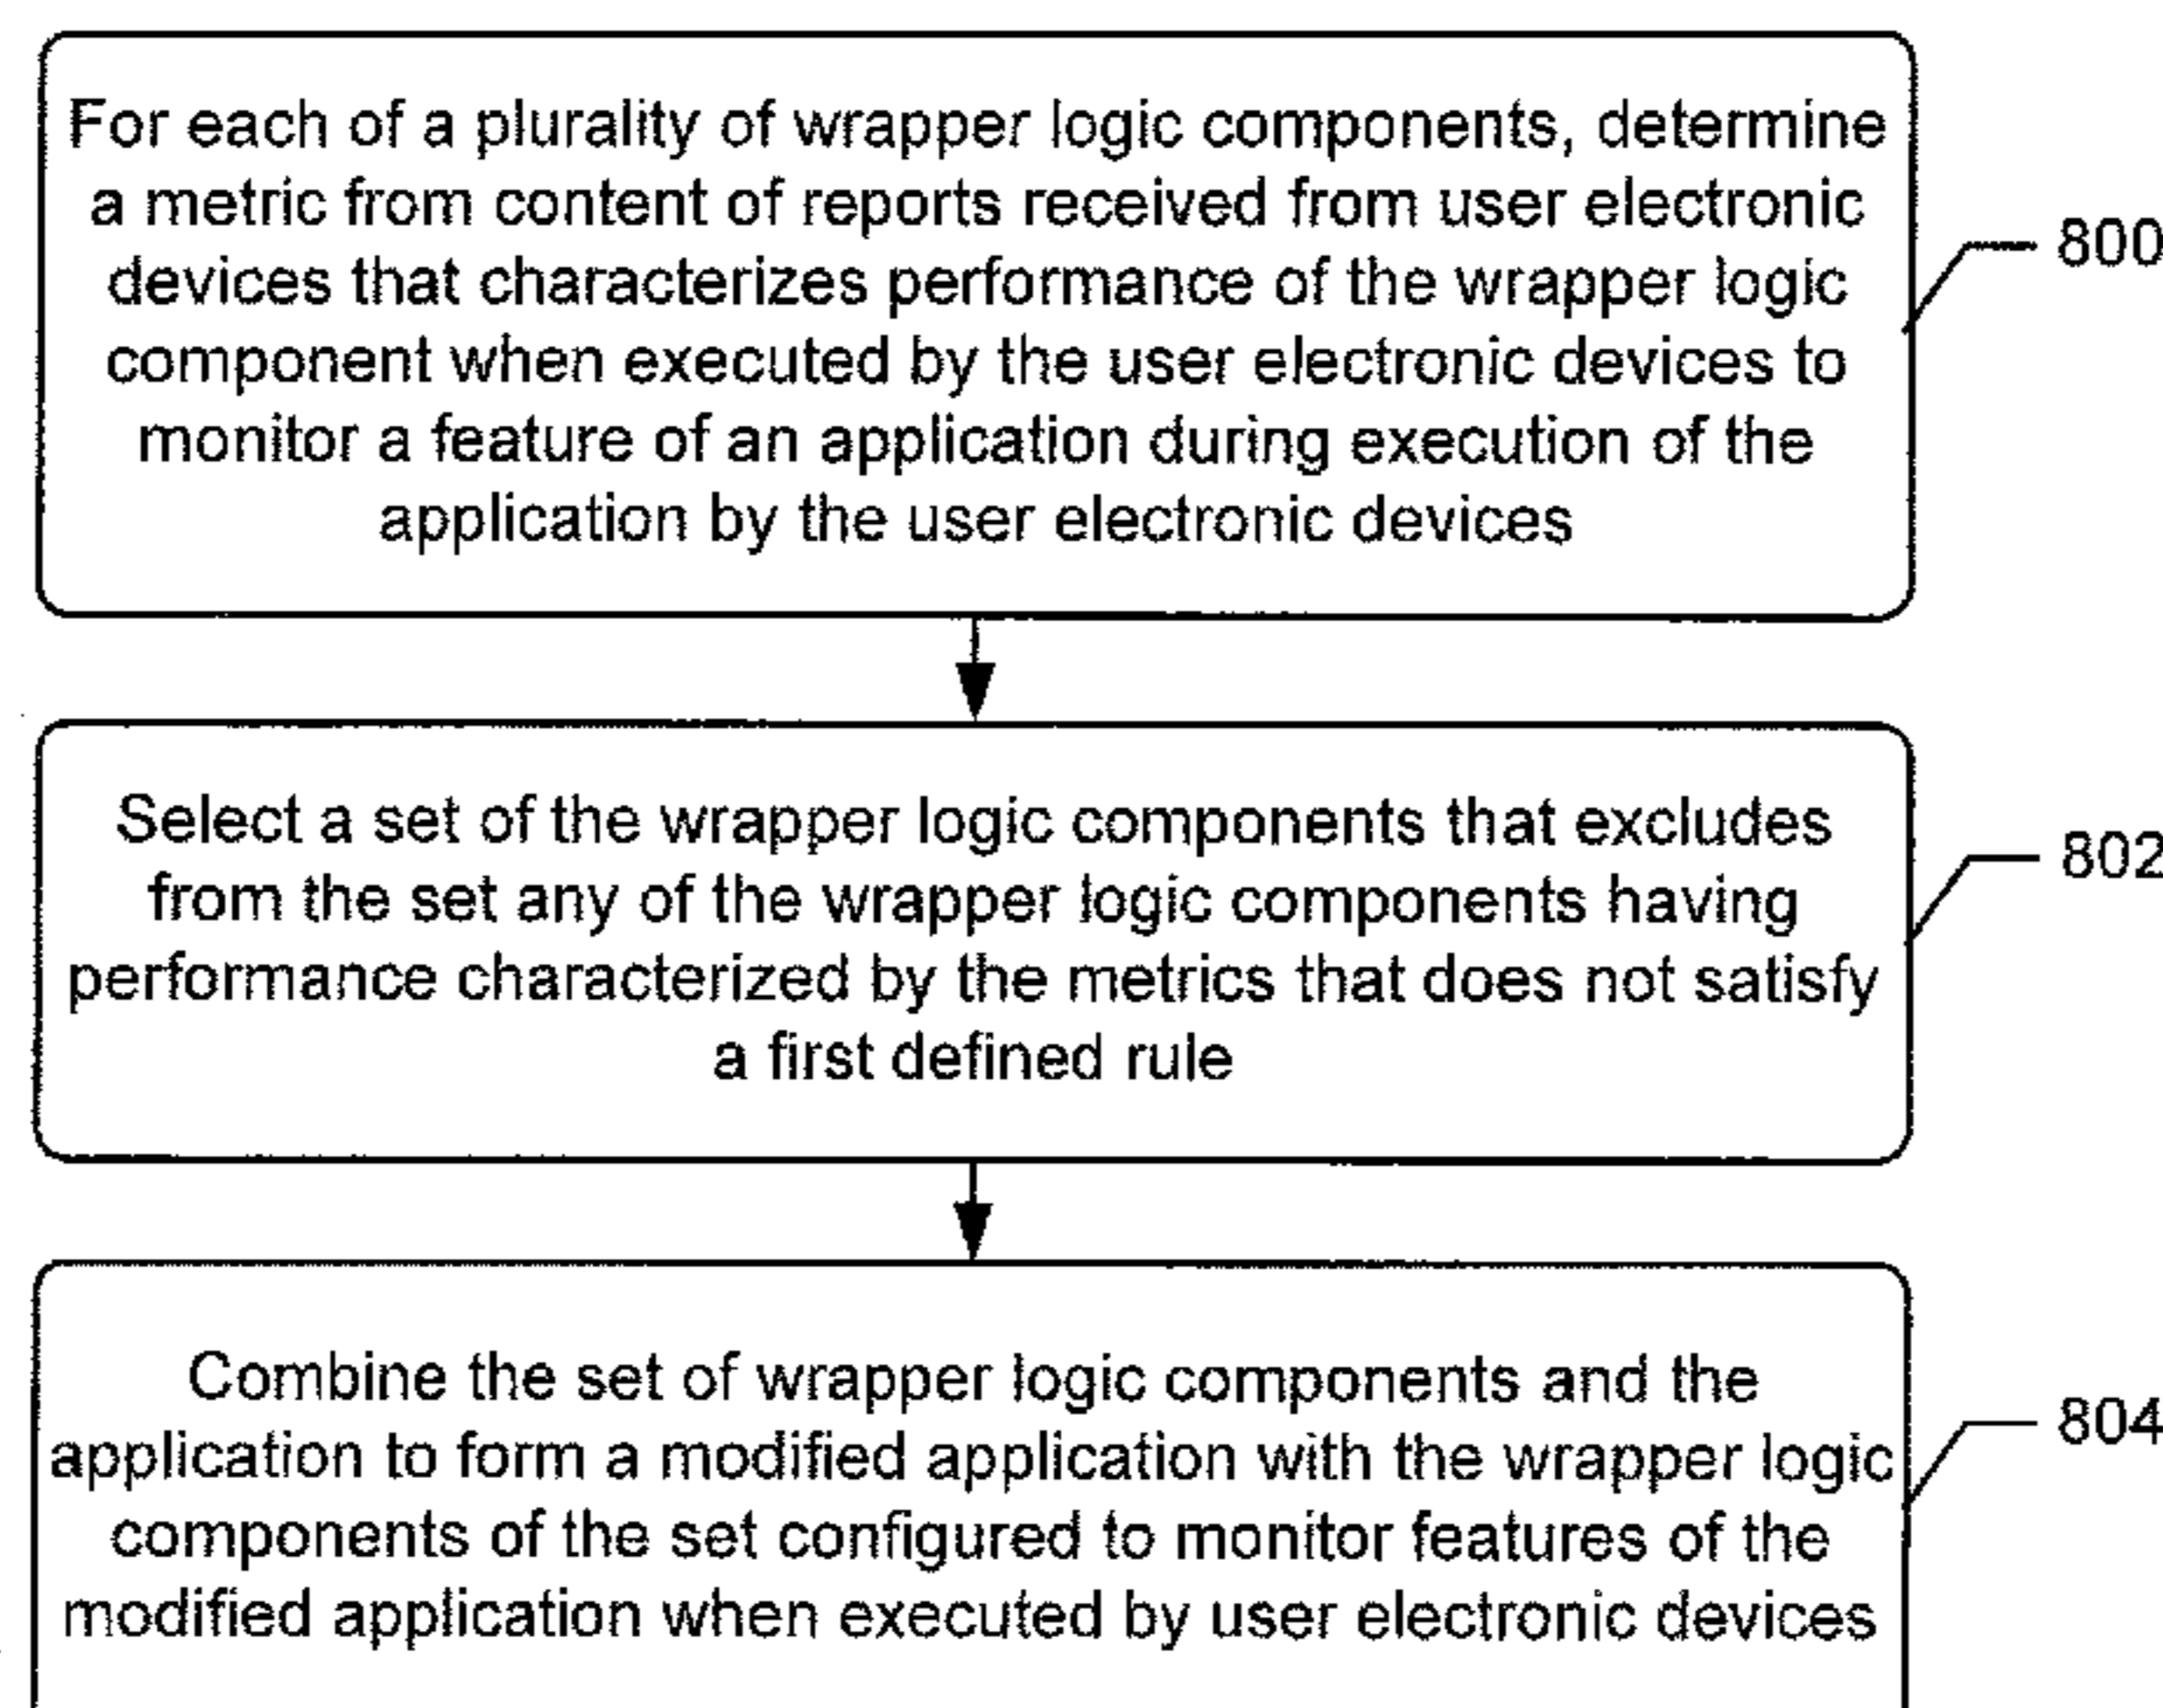 For each of a plurality of wrapper logic components, determine
a metric from content of reports received from user electronic
devices that characterizes performance of the wrapper logic
component when executed by the user electronic devices to
monitor a feature of an application during execution of the
application by the user electronic devices
800
Select a set of the wrapper logic components that excludes
from the set any of the wrapper logic components having
performance characterized by the metrics that does not satisfy
a first defined rule
802
Combine the set of wrapper logic components and the
application to form a modified application with the wrapper logic
components of the set configured to monitor features of the
modified application when executed by user electronic devices
804